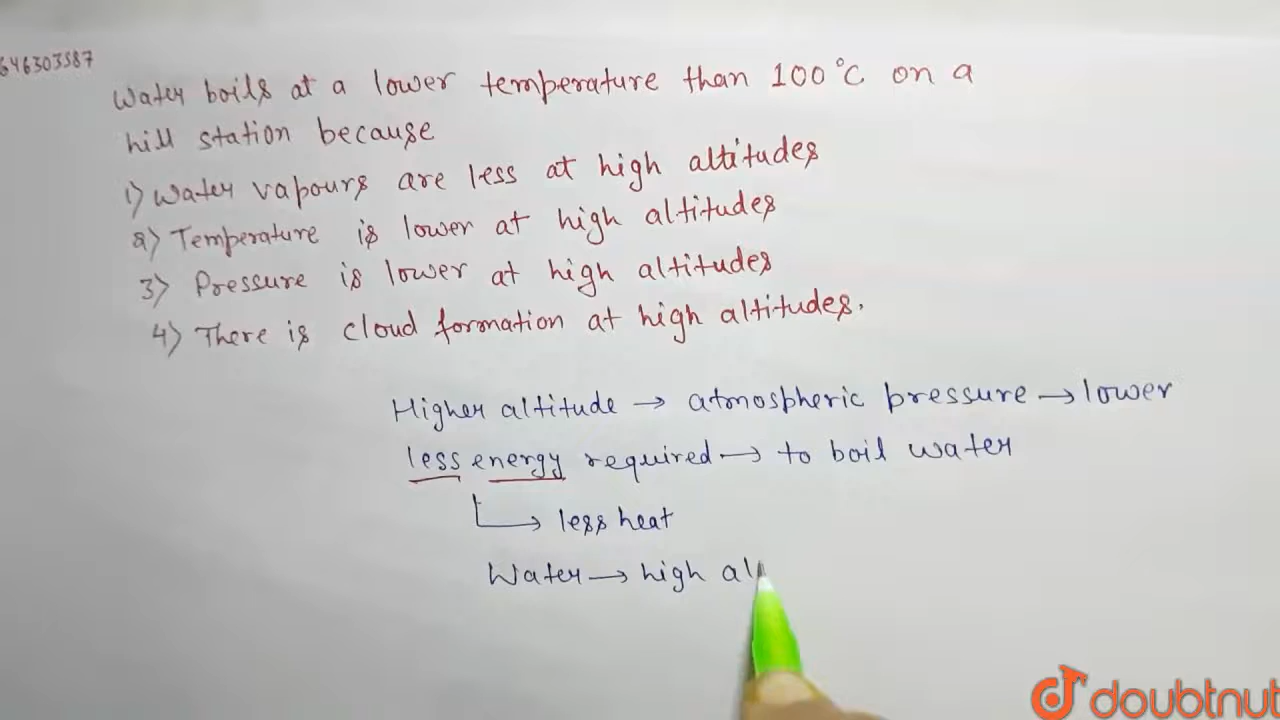 646303587
Water boils at a lower temperature than 100°C on a
hill station because
1) Water vapours are less at high altitudes
2) Temperature is lower at high altitudes
3) Pressure is lower at high altitudes
4) There is cloud formation at high altitudes.
Higher altitude → atmospheric pressure → lower
less energy required → to boil water
↳ less heat
Water → high al
doubtnut